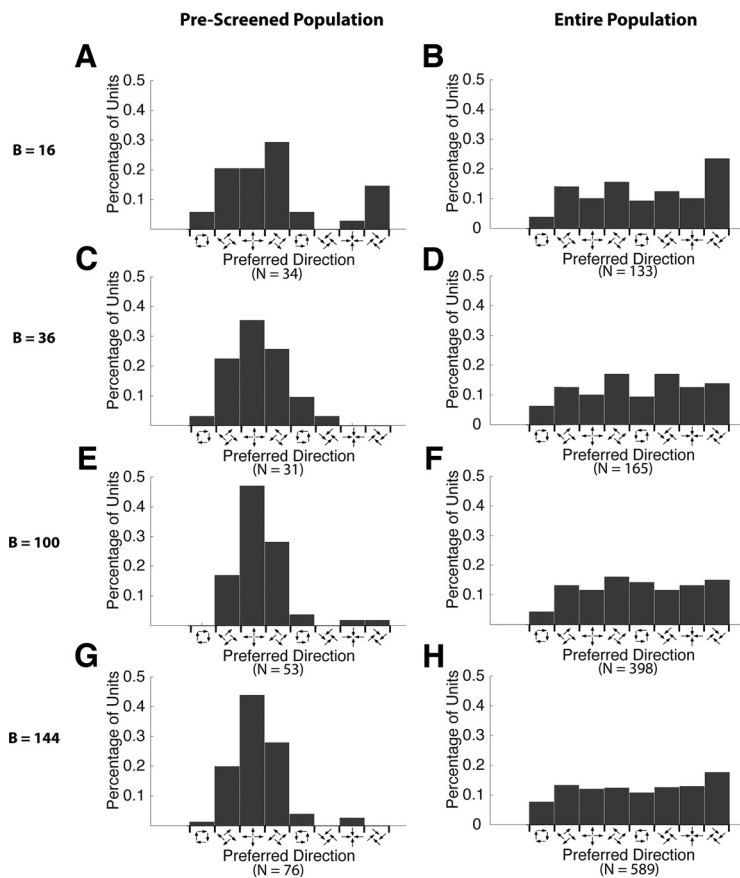 Pre-Screened Population Entire Population
A B
B = 16
Percentage of Units
0.5
0.4
0.3
0.2
0.1
Preferred Direction
(N = 34)
Percentage of Units
0.5
0.4
0.3
0.2
0.1
0
Preferred Direction
(N = 133)
C D
B = 36
Percentage of Units
0.5
0.4
0.3
0.2
0.1
Preferred Direction
(N = 31)
Percentage of Units
0.5
0.4
0.3
0.2
0.1
0
Preferred Direction
(N = 165)
E F
B = 100
Percentage of Units
0.5
0.4
0.3
0.2
0.1
Preferred Direction
(N = 53)
Percentage of Units
0.5
0.4
0.3
0.2
0.1
Preferred Direction
(N = 398)
G H
B = 144
Percentage of Units
0.5
0.4
0.3
0.2
0.1
Preferred Direction
(N = 76)
Percentage of Units
0.5
0.4
0.3
0.2
0.1
0
Preferred Direction
(N = 589)